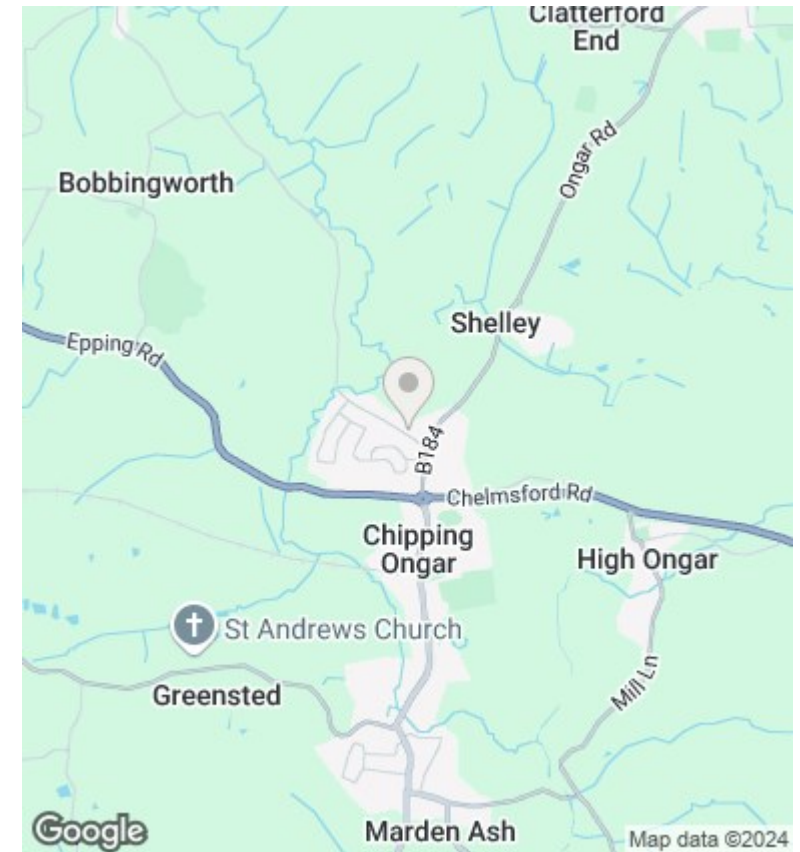 Clatterford
End
Ongar Rd
Bobbingworth
Shelley
Epping Rd
B184
Chelmsford Rd
Chipping
Ongar
High Ongar
St Andrews Church
Mill Ln
Greensted
Marden Ash
Google
Map data ©2024